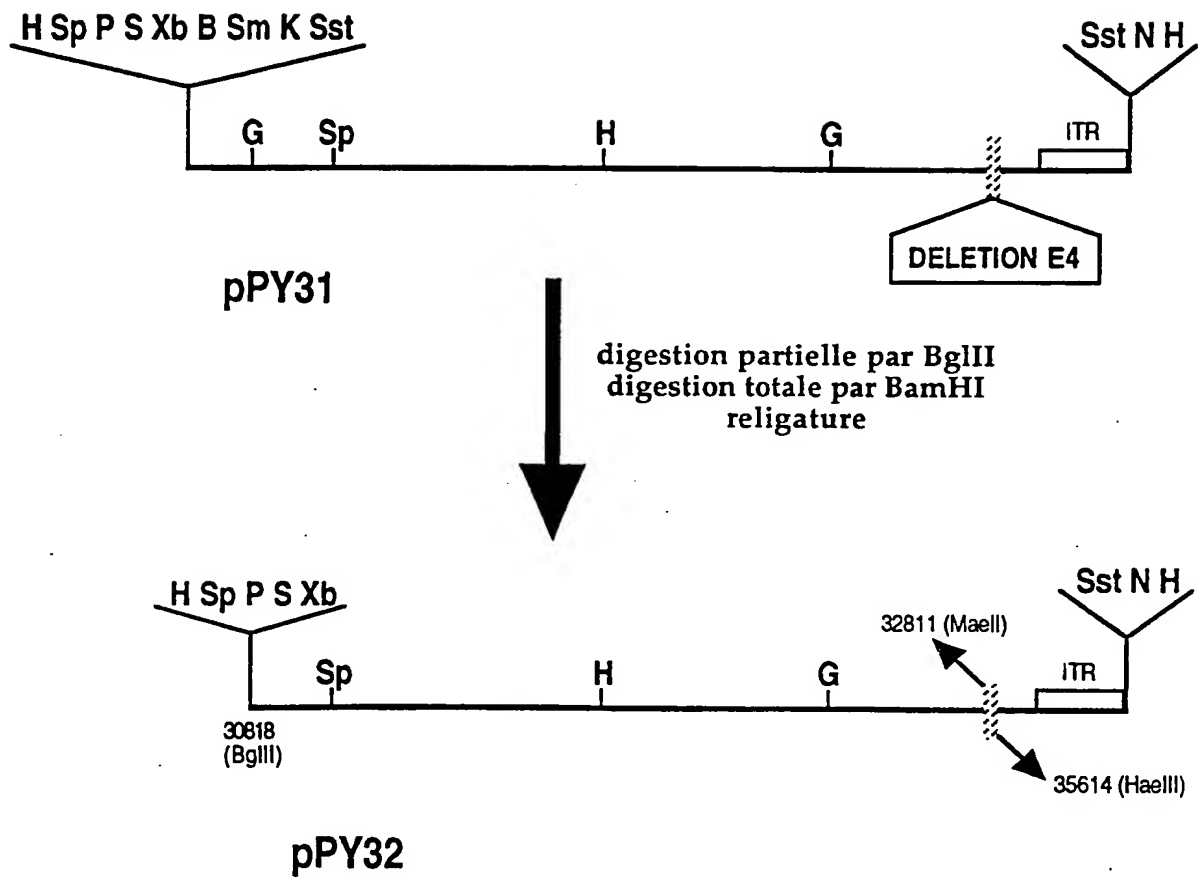 H Sp P S Xb B Sm K Sst
Sst N H
G Sp H G ITR
DELETION E4
pPY31
digestion partielle par BglII
digestion totale par BamHI
religature
H Sp P S Xb
Sst N H
32811 (MaeII)
Sp H G ITR
30818
(BglII)
35614 (HaeIII)
pPY32